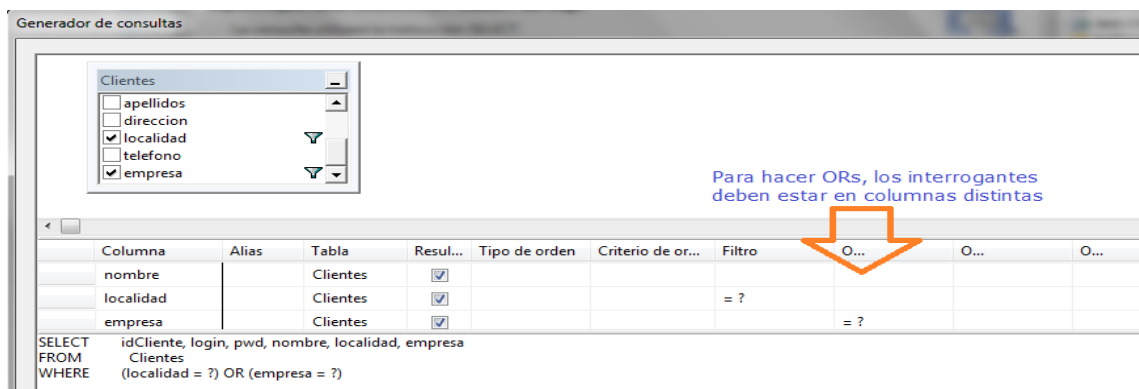 Generador de consultas
Clientes
apellidos
direccion
localidad
telefono
empresa
Para hacer ORs, los interrogantes
deben estar en columnas distintas
Columna Alias Tabla Resul... Tipo de orden Criterio de or... Filtro O... O... O...
nombre Clientes
localidad Clientes = ?
empresa Clientes = ?
SELECT idCliente, login, pwd, nombre, localidad, empresa
FROM Clientes
WHERE (localidad = ?) OR (empresa = ?)